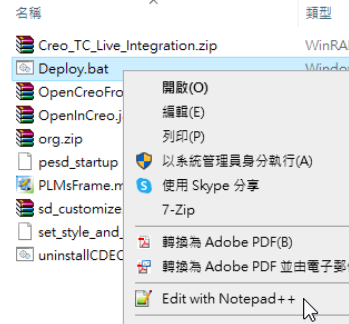 名稱
類型
Creo_TC_Live_Integration.zip
WinRA
Deploy.bat
Window
OpenCreoFro
OpenInCreo.j
org.zip
pesd_startup
PLMsFrame.m
sd_customize
set_style_and_
uninstallCDEC
開啟(O)
編輯(E)
列印(P)
以系統管理員身分執行(A)
使用 Skype 分享
7-Zip
轉換為 Adobe PDF(B)
轉換為 Adobe PDF 並由電子郵
Edit with Notepad++